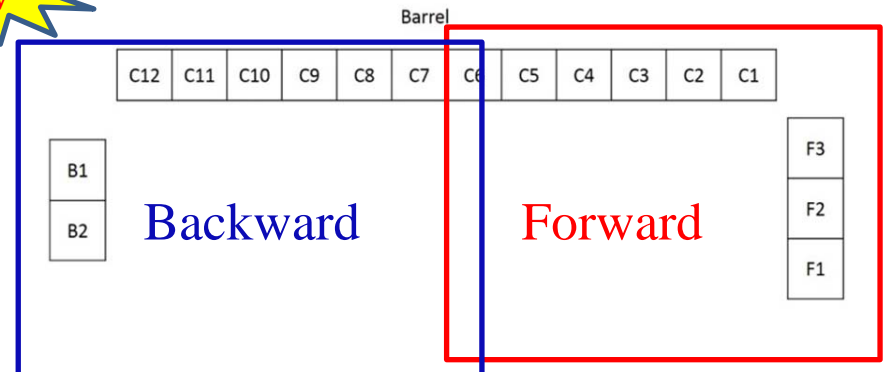 Barrel
C12 C11 C10 C9 C8 C7 C6 C5 C4 C3 C2 C1
B1
B2
Backward
Forward
F3
F2
F1